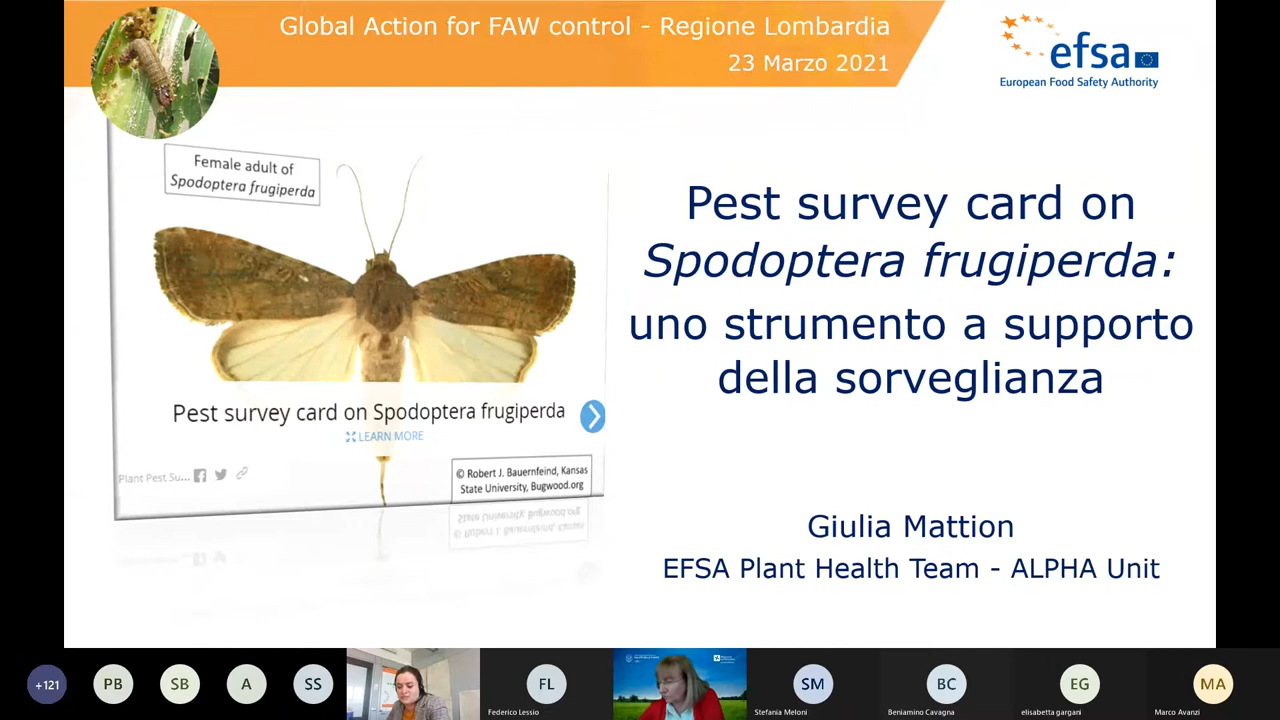 Global Action for FAW control - Regione Lombardia
23 Marzo 2021
efsa
European Food Safety Authority
Female adult of
Spodoptera frugiperda
Pest survey card on
Spodoptera frugiperda:
uno strumento a supporto
della sorveglianza
Pest survey card on Spodoptera frugiperda
LEARN MORE
Plant Pest Su...
© Robert J. Bauernfeind, Kansas
State University, Bugwood.org
Giulia Mattion
EFSA Plant Health Team - ALPHA Unit
+121
PB
SB
A
SS
FL
Federico Lessio
SM
Stefania Meloni
BC
Beniamino Cavagna
EG
elisabetta gargani
MA
Marco Avanzi